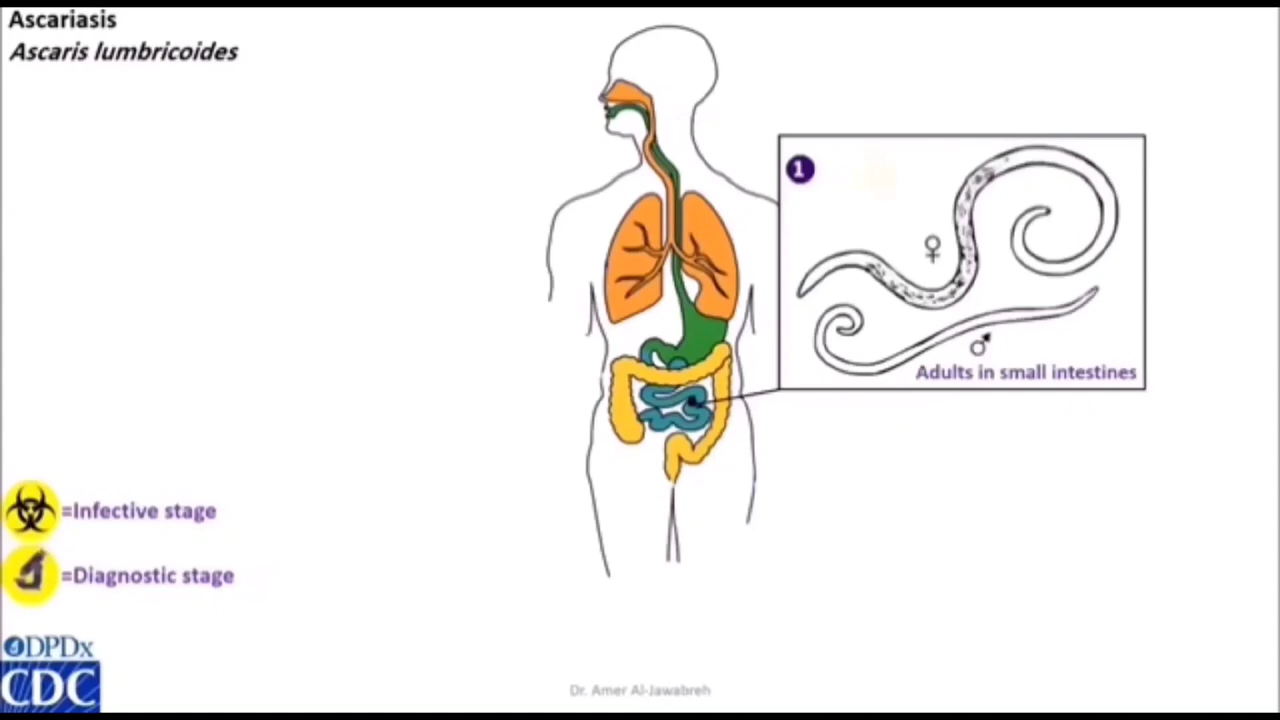 Ascariasis
Ascaris lumbricoides
1
♀
♂
Adults in small intestines
=Infective stage
=Diagnostic stage
DPDx
CDC
Dr. Amer Al-Jawabreh